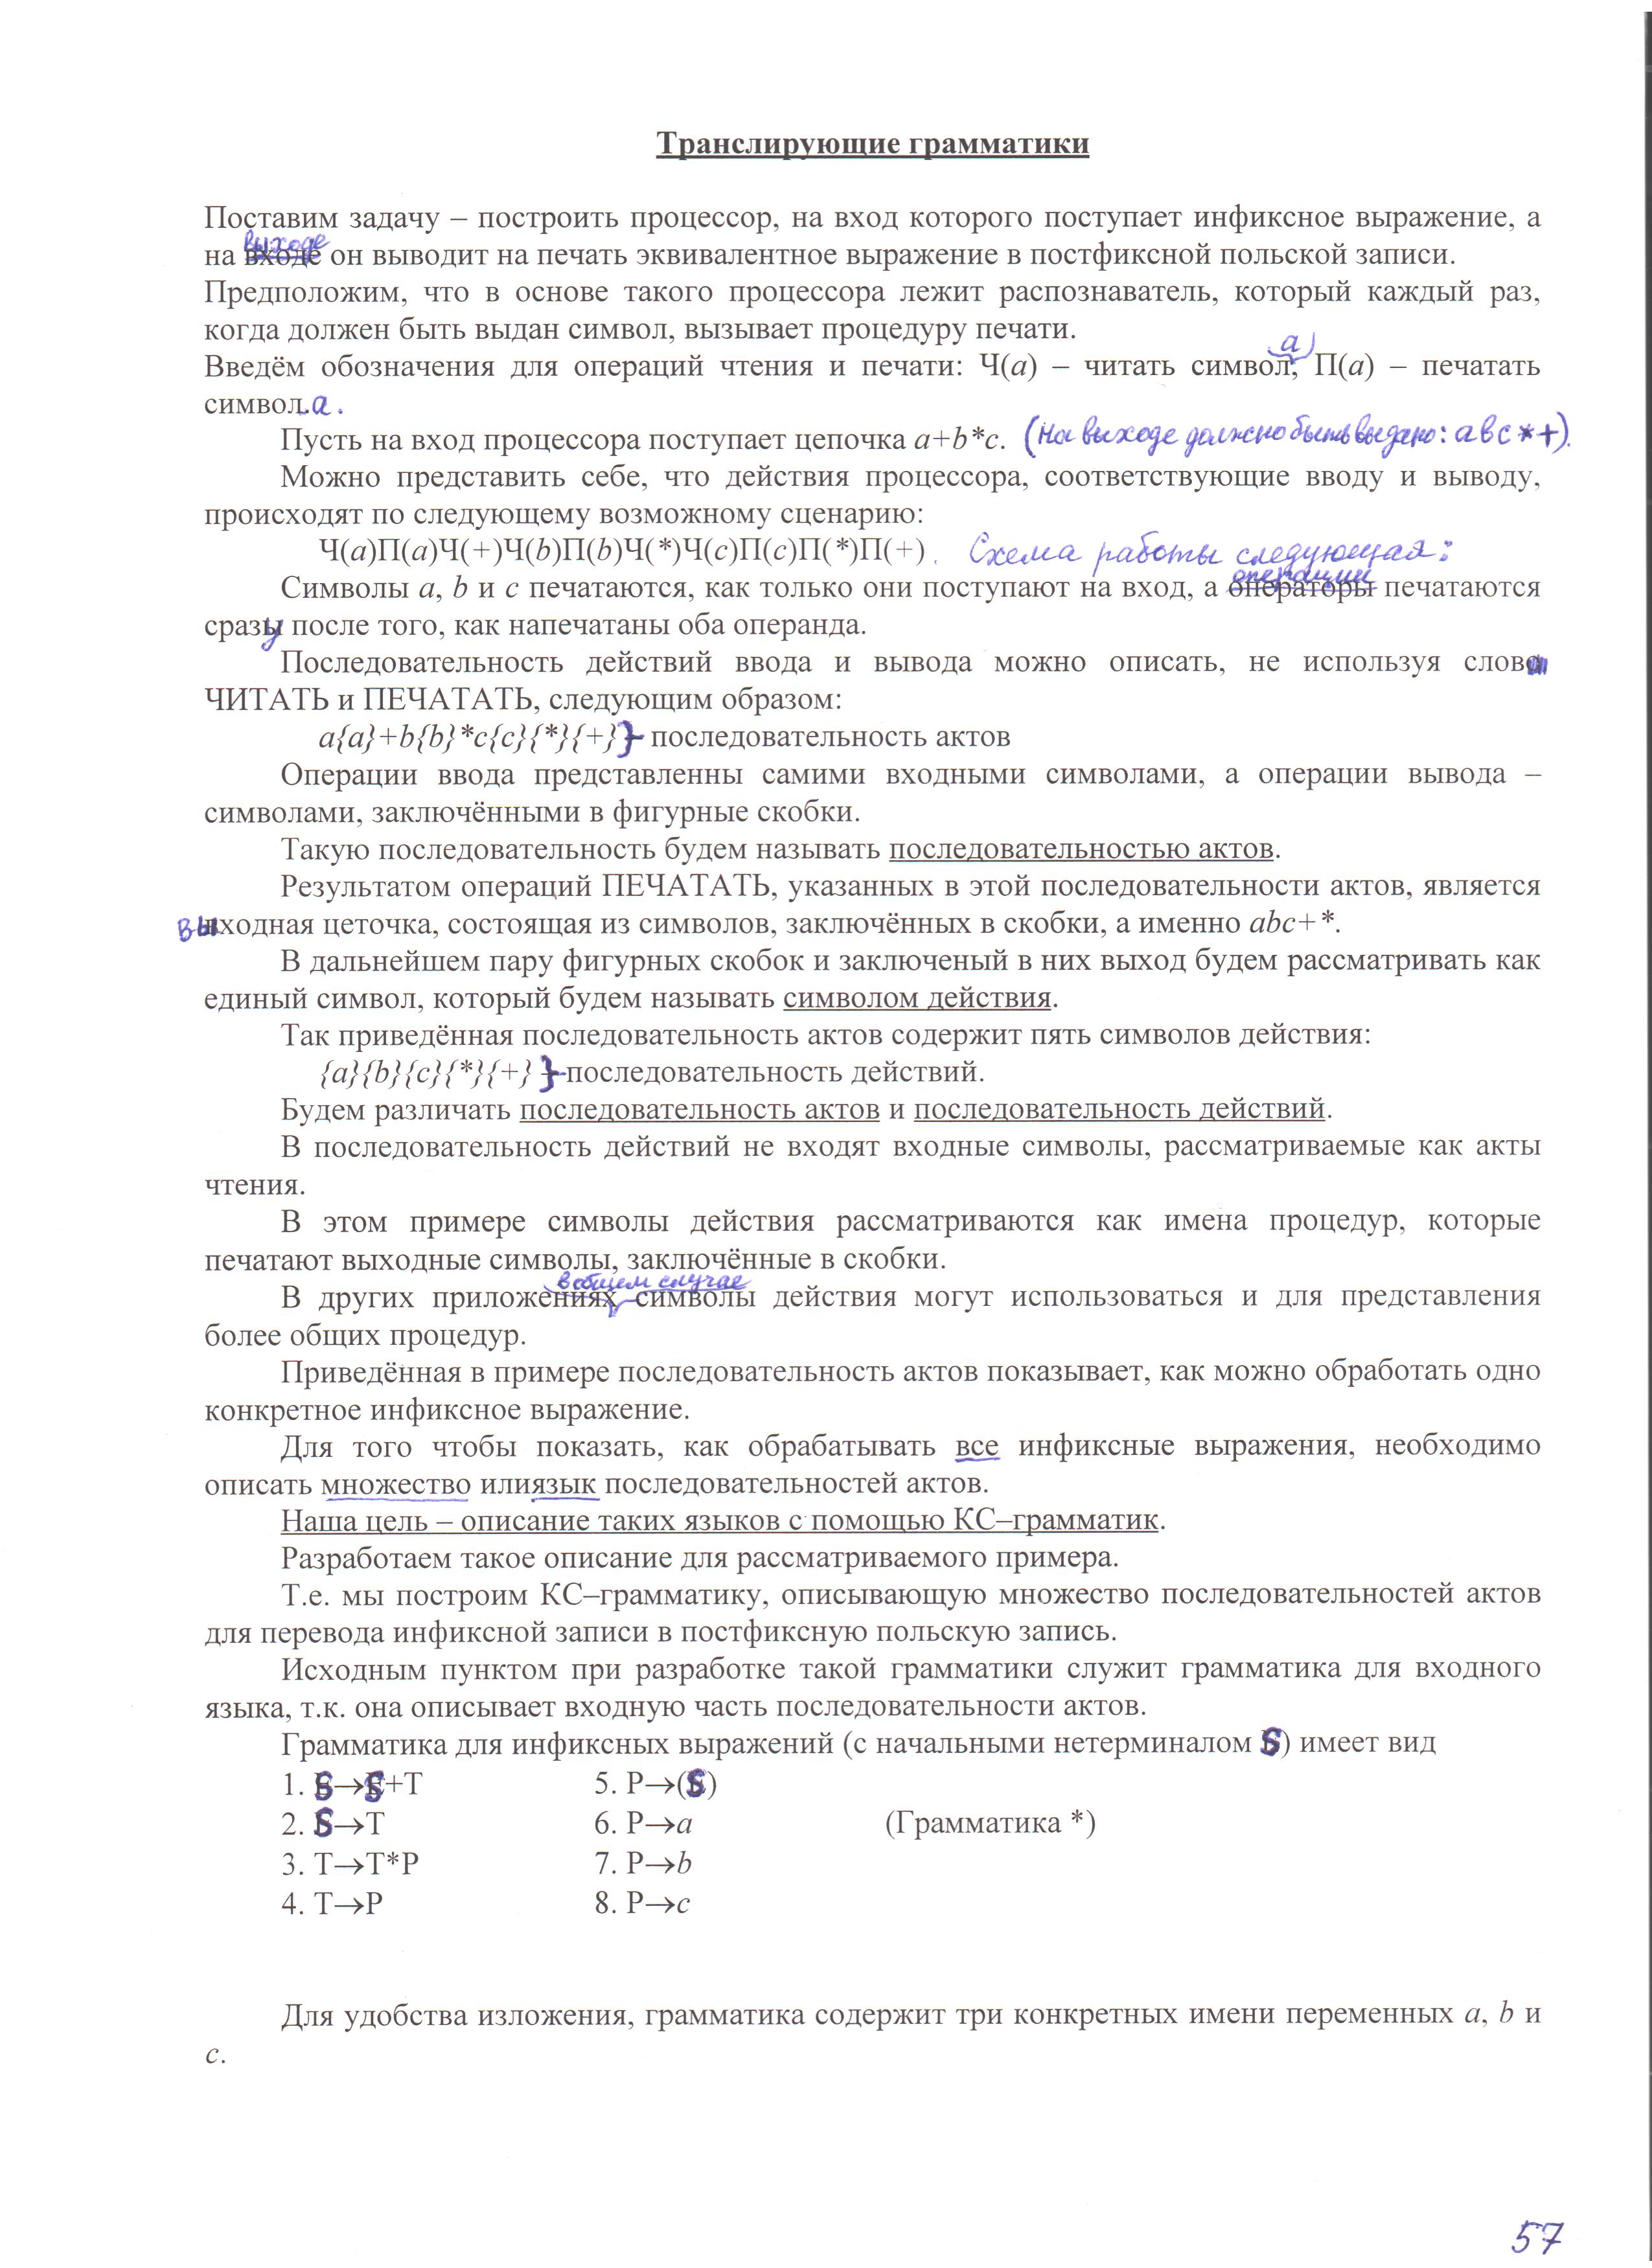 Транслирующие грамматики
Поставим задачу – построить процессор, на вход которого поступает инфиксное выражение, а
выходе
на входе он выводит на печать эквивалентное выражение в постфиксной польской записи.
Предположим, что в основе такого процессора лежит распознаватель, который каждый раз,
когда должен быть выдан символ, вызывает процедуру печати.
а
Введём обозначения для операций чтения и печати: Ч(a) – читать символ, П(a) – печатать
символ.а.
Пусть на вход процессора поступает цепочка a+b*c. (на выходе должно быть выдано: abc*+).
Можно представить себе, что действия процессора, соответствующие вводу и выводу,
происходят по следующему возможному сценарию:
Ч(a)П(a)Ч(+)Ч(b)П(b)Ч(*)Ч(c)П(c)П(*)П(+). Схема работы следующая:
операции
Символы a, b и c печатаются, как только они поступают на вход, а операторы печатаются
сразу после того, как напечатаны оба операнда.
Последовательность действий ввода и вывода можно описать, не используя слова
ЧИТАТЬ и ПЕЧАТАТЬ, следующим образом:
a{a}+b{b}*c{c}{*}{+} } последовательность актов
Операции ввода представленны самими входными символами, а операции вывода –
символами, заключёнными в фигурные скобки.
Такую последовательность будем называть последовательностью актов.
Результатом операций ПЕЧАТАТЬ, указанных в этой последовательности актов, является
выходная цеточка, состоящая из символов, заключённых в скобки, а именно abc+*.
В дальнейшем пару фигурных скобок и заключеный в них выход будем рассматривать как
единый символ, который будем называть символом действия.
Так приведённая последовательность актов содержит пять символов действия:
{a}{b}{c}{*}{+} } последовательность действий.
Будем различать последовательность актов и последовательность действий.
В последовательность действий не входят входные символы, рассматриваемые как акты
чтения.
В этом примере символы действия рассматриваются как имена процедур, которые
печатают выходные символы, заключённые в скобки.
в общем случае
В других приложениях символы действия могут использоваться и для представления
более общих процедур.
Приведённая в примере последовательность актов показывает, как можно обработать одно
конкретное инфиксное выражение.
Для того чтобы показать, как обрабатывать все инфиксные выражения, необходимо
описать множество илиязык последовательностей актов.
Наша цель – описание таких языков с помощью КС–грамматик.
Разработаем такое описание для рассматриваемого примера.
Т.е. мы построим КС–грамматику, описывающую множество последовательностей актов
для перевода инфиксной записи в постфиксную польскую запись.
Исходным пунктом при разработке такой грамматики служит грамматика для входного
языка, т.к. она описывает входную часть последовательности актов.
Грамматика для инфиксных выражений (с начальными нетерминалом S) имеет вид
1. S→S+T 5. P→(S)
2. S→T 6. P→a (Грамматика *)
3. T→T*P 7. P→b
4. T→P 8. P→c
Для удобства изложения, грамматика содержит три конкретных имени переменных a, b и
c.
57